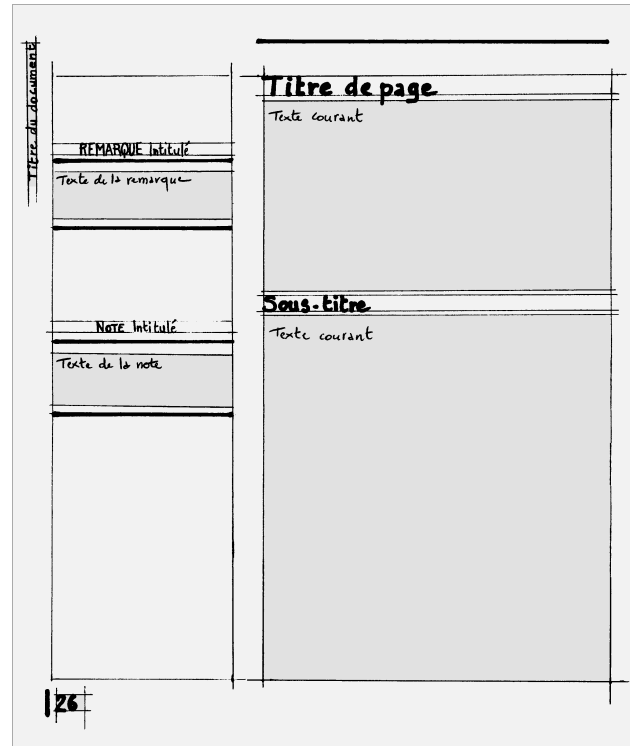 Titre du document
Titre de page
Texte courant
REMARQUE Intitulé
Texte de la remarque
Sous-titre
NOTE Intitulé
Texte courant
Texte de la note
26